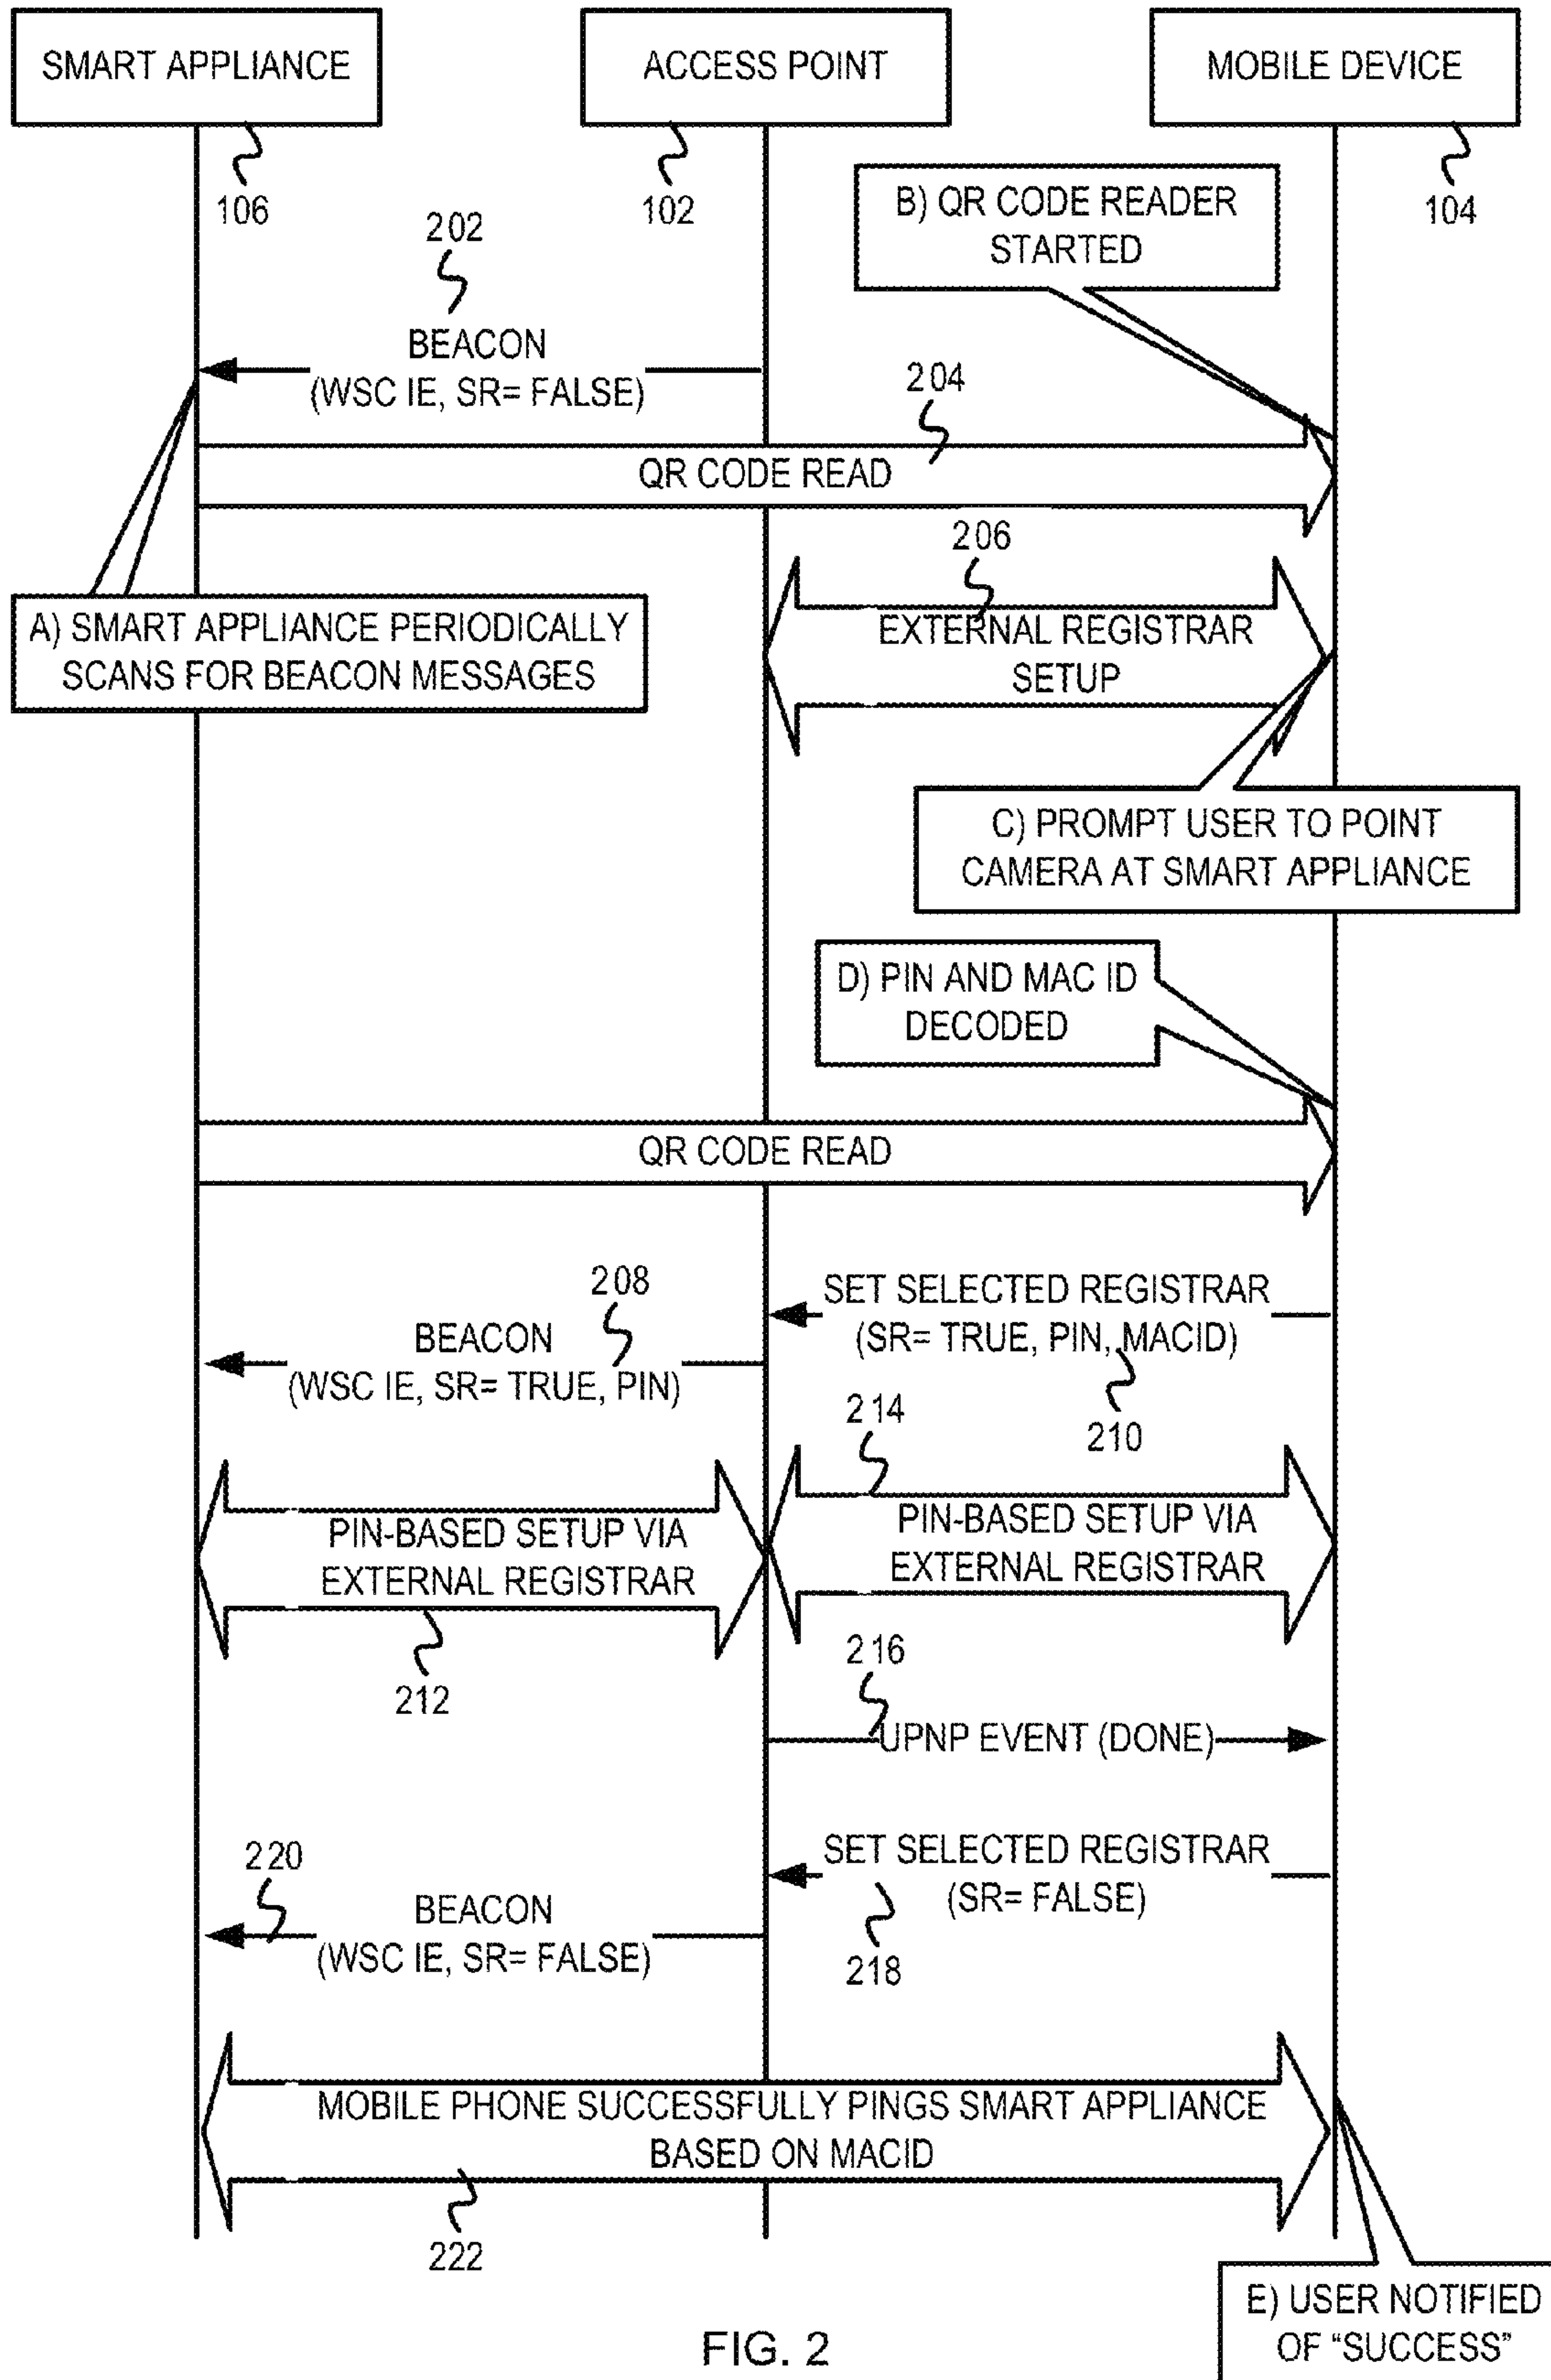 SMART APPLIANCE
ACCESS POINT
MOBILE DEVICE
106
102
104
B) QR CODE READER
STARTED
202
BEACON
(WSC IE, SR= FALSE)
204
QR CODE READ
206
EXTERNAL REGISTRAR
SETUP
A) SMART APPLIANCE PERIODICALLY
SCANS FOR BEACON MESSAGES
C) PROMPT USER TO POINT
CAMERA AT SMART APPLIANCE
D) PIN AND MAC ID
DECODED
QR CODE READ
208
BEACON
(WSC IE, SR= TRUE, PIN)
SET SELECTED REGISTRAR
(SR= TRUE, PIN, MACID)
210
214
PIN-BASED SETUP VIA
EXTERNAL REGISTRAR
212
PIN-BASED SETUP VIA
EXTERNAL REGISTRAR
216
UPNP EVENT (DONE)
SET SELECTED REGISTRAR
(SR= FALSE)
218
220
BEACON
(WSC IE, SR= FALSE)
MOBILE PHONE SUCCESSFULLY PINGS SMART APPLIANCE
BASED ON MACID
222
E) USER NOTIFIED
OF "SUCCESS"
FIG. 2